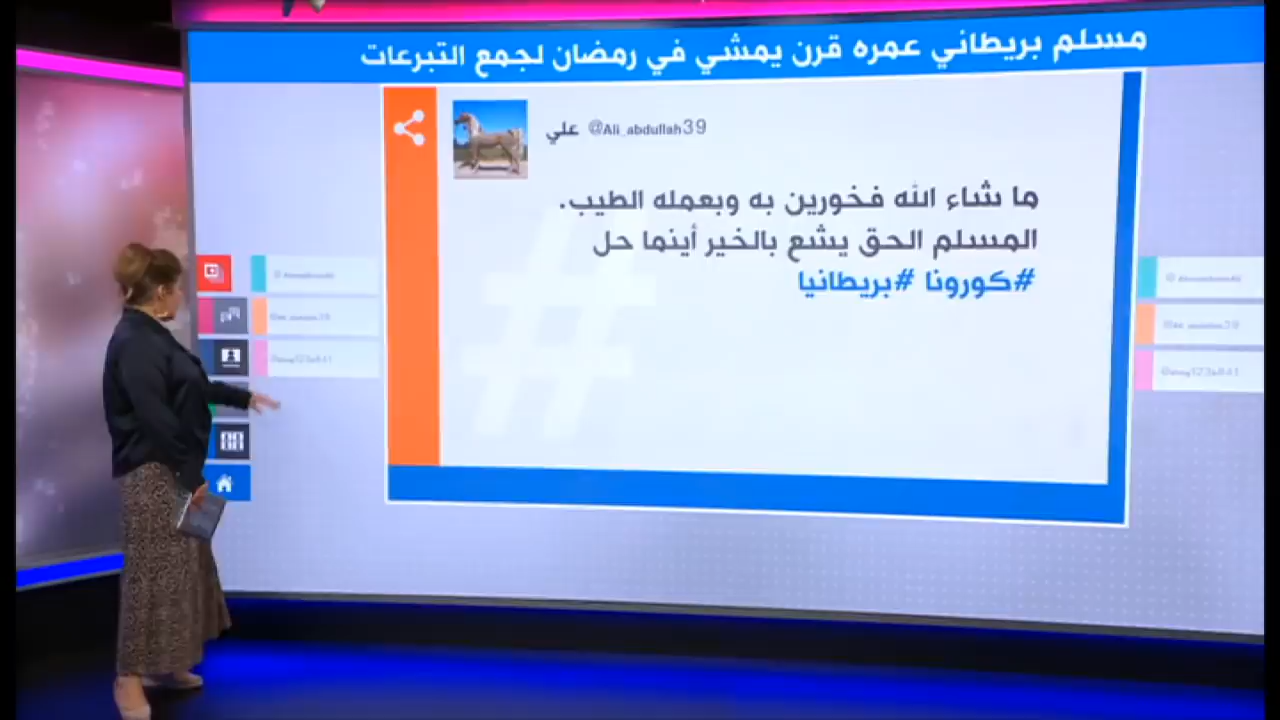 مسلم بريطاني عمره قرن يمشي في رمضان لجمع التبرعات
علي @Ali_abdullah39
ما شاء الله فخورين به وبعمله الطيب.
المسلم الحق يشع بالخير أينما حل
#كورونا #بريطانيا